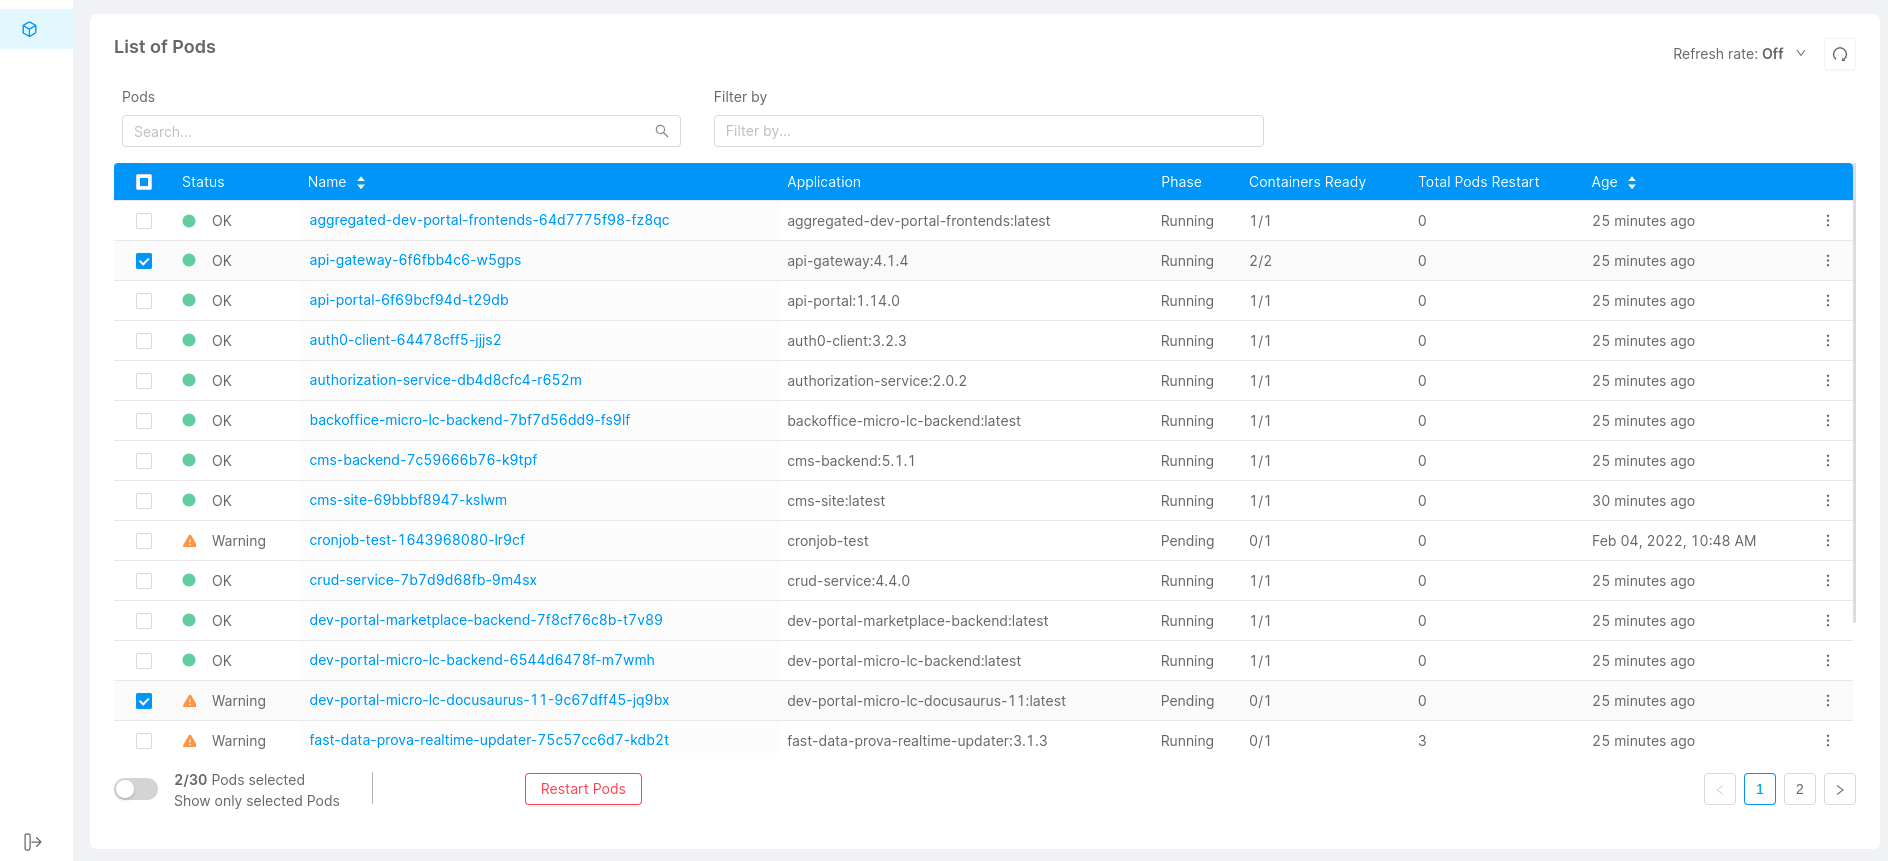 List of Pods
Refresh rate: Off
Pods
Filter by
Search...
Filter by...
Status Name Application Phase Containers Ready Total Pods Restart Age
OK aggregated-dev-portal-frontends-64d7775f98-fz8qc aggregated-dev-portal-frontends:latest Running 1/1 0 25 minutes ago
OK api-gateway-6f6fbb4c6-w5gps api-gateway:4.1.4 Running 2/2 0 25 minutes ago
OK api-portal-6f69bcf94d-t29db api-portal:1.14.0 Running 1/1 0 25 minutes ago
OK auth0-client-64478cff5-jjjs2 auth0-client:3.2.3 Running 1/1 0 25 minutes ago
OK authorization-service-db4d8cfc4-r652m authorization-service:2.0.2 Running 1/1 0 25 minutes ago
OK backoffice-micro-lc-backend-7bf7d56dd9-fs9lf backoffice-micro-lc-backend:latest Running 1/1 0 25 minutes ago
OK cms-backend-7c59666b76-k9tpf cms-backend:5.1.1 Running 1/1 0 25 minutes ago
OK cms-site-69bbbf8947-kslwm cms-site:latest Running 1/1 0 30 minutes ago
Warning cronjob-test-1643968080-lr9cf cronjob-test Pending 0/1 0 Feb 04, 2022, 10:48 AM
OK crud-service-7b7d9d68fb-9m4sx crud-service:4.4.0 Running 1/1 0 25 minutes ago
OK dev-portal-marketplace-backend-7f8cf76c8b-t7v89 dev-portal-marketplace-backend:latest Running 1/1 0 25 minutes ago
OK dev-portal-micro-lc-backend-6544d6478f-m7wmh dev-portal-micro-lc-backend:latest Running 1/1 0 25 minutes ago
Warning dev-portal-micro-lc-docusaurus-11-9c67dff45-jq9bx dev-portal-micro-lc-docusaurus-11:latest Pending 0/1 0 25 minutes ago
Warning fast-data-prova-realtime-updater-75c57cc6d7-kdb2t fast-data-prova-realtime-updater:3.1.3 Running 0/1 3 25 minutes ago
2/30 Pods selected
Show only selected Pods
Restart Pods
1 2